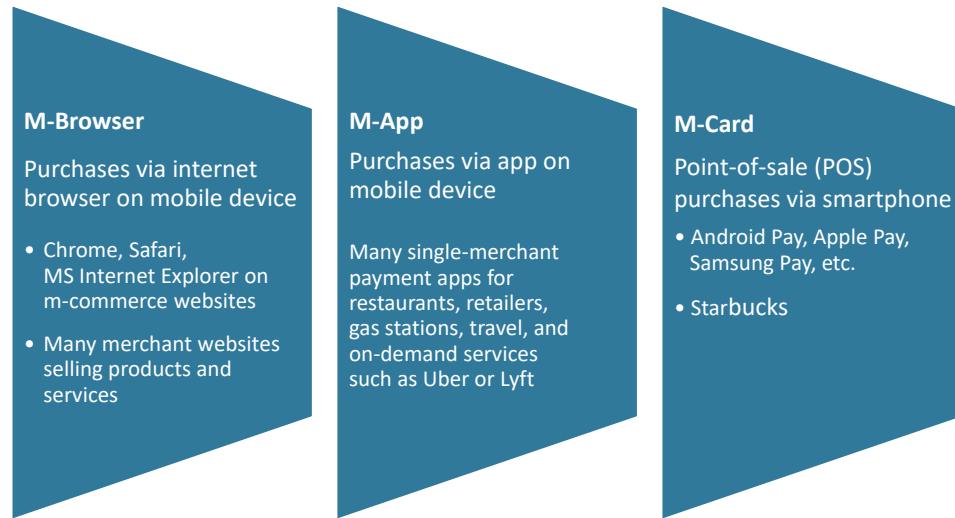 M-Browser
Purchases via internet
browser on mobile device
• Chrome, Safari,
MS Internet Explorer on
m-commerce websites
• Many merchant websites
selling products and
services
M-App
Purchases via app on
mobile device
Many single-merchant
payment apps for
restaurants, retailers,
gas stations, travel, and
on-demand services
such as Uber or Lyft
M-Card
Point-of-sale (POS)
purchases via smartphone
• Android Pay, Apple Pay,
Samsung Pay, etc.
• Starbucks